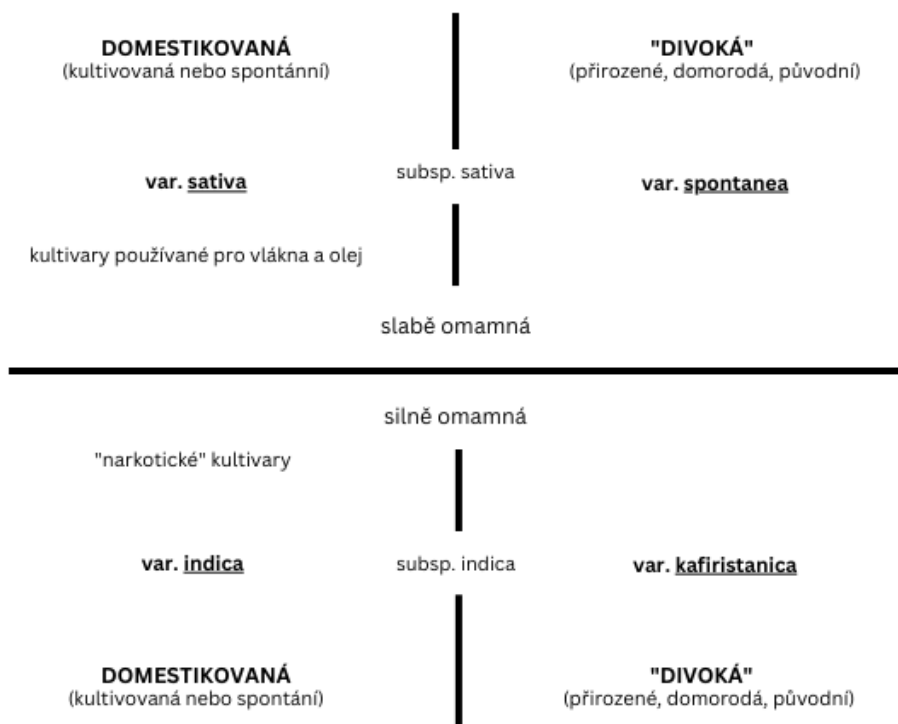 DOMESTIKOVANÁ
(kultivovaná nebo spontánní)
"DIVOKÁ"
(přirozené, domorodá, původní)
var. sativa
subsp. sativa
var. spontanea
kultivary používané pro vlákna a olej
slabě omamná
silně omamná
"narkotické" kultivary
var. indica
subsp. indica
var. kafiristanica
DOMESTIKOVANÁ
(kultivovaná nebo spontání)
"DIVOKÁ"
(přirozené, domorodá, původní)